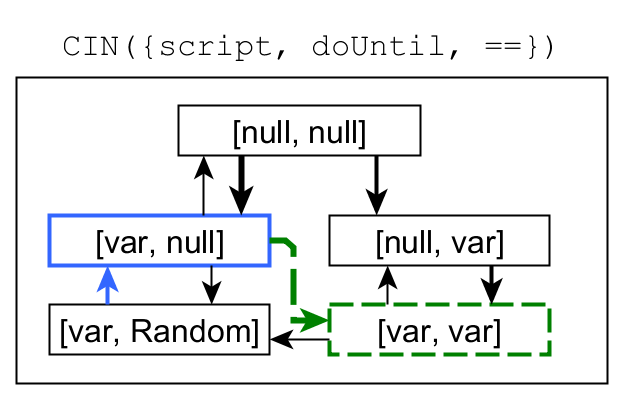 CIN({script, doUntil, ==})
[null, null]
[var, null]
[null, var]
[var, Random]
[var, var]